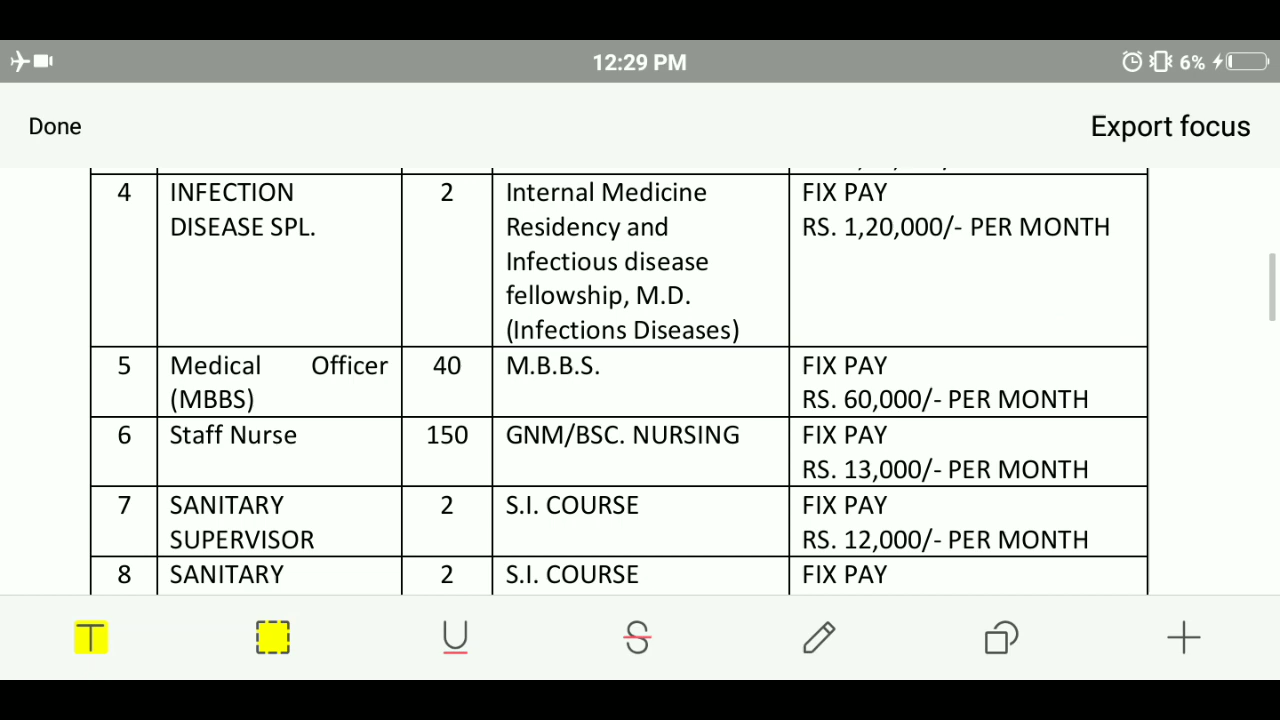 12:29 PM
6%
Done
Export focus
4 INFECTION 2 Internal Medicine FIX PAY
DISEASE SPL. Residency and RS. 1,20,000/- PER MONTH
Infectious disease
fellowship, M.D.
(Infections Diseases)
5 Medical Officer 40 M.B.B.S. FIX PAY
(MBBS) RS. 60,000/- PER MONTH
6 Staff Nurse 150 GNM/BSC. NURSING FIX PAY
RS. 13,000/- PER MONTH
7 SANITARY 2 S.I. COURSE FIX PAY
SUPERVISOR RS. 12,000/- PER MONTH
8 SANITARY 2 S.I. COURSE FIX PAY
T U S